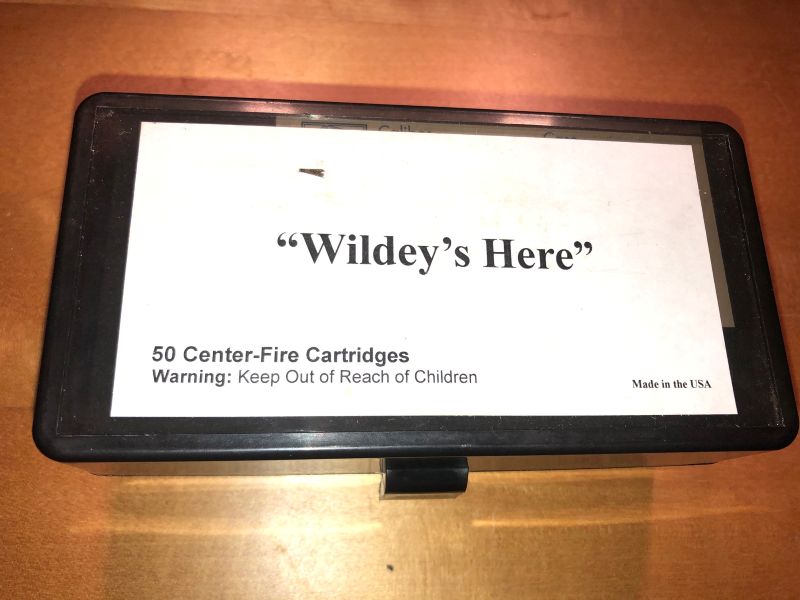 “Wildey’s Here”
50 Center-Fire Cartridges
Warning: Keep Out of Reach of Children
Made in the USA